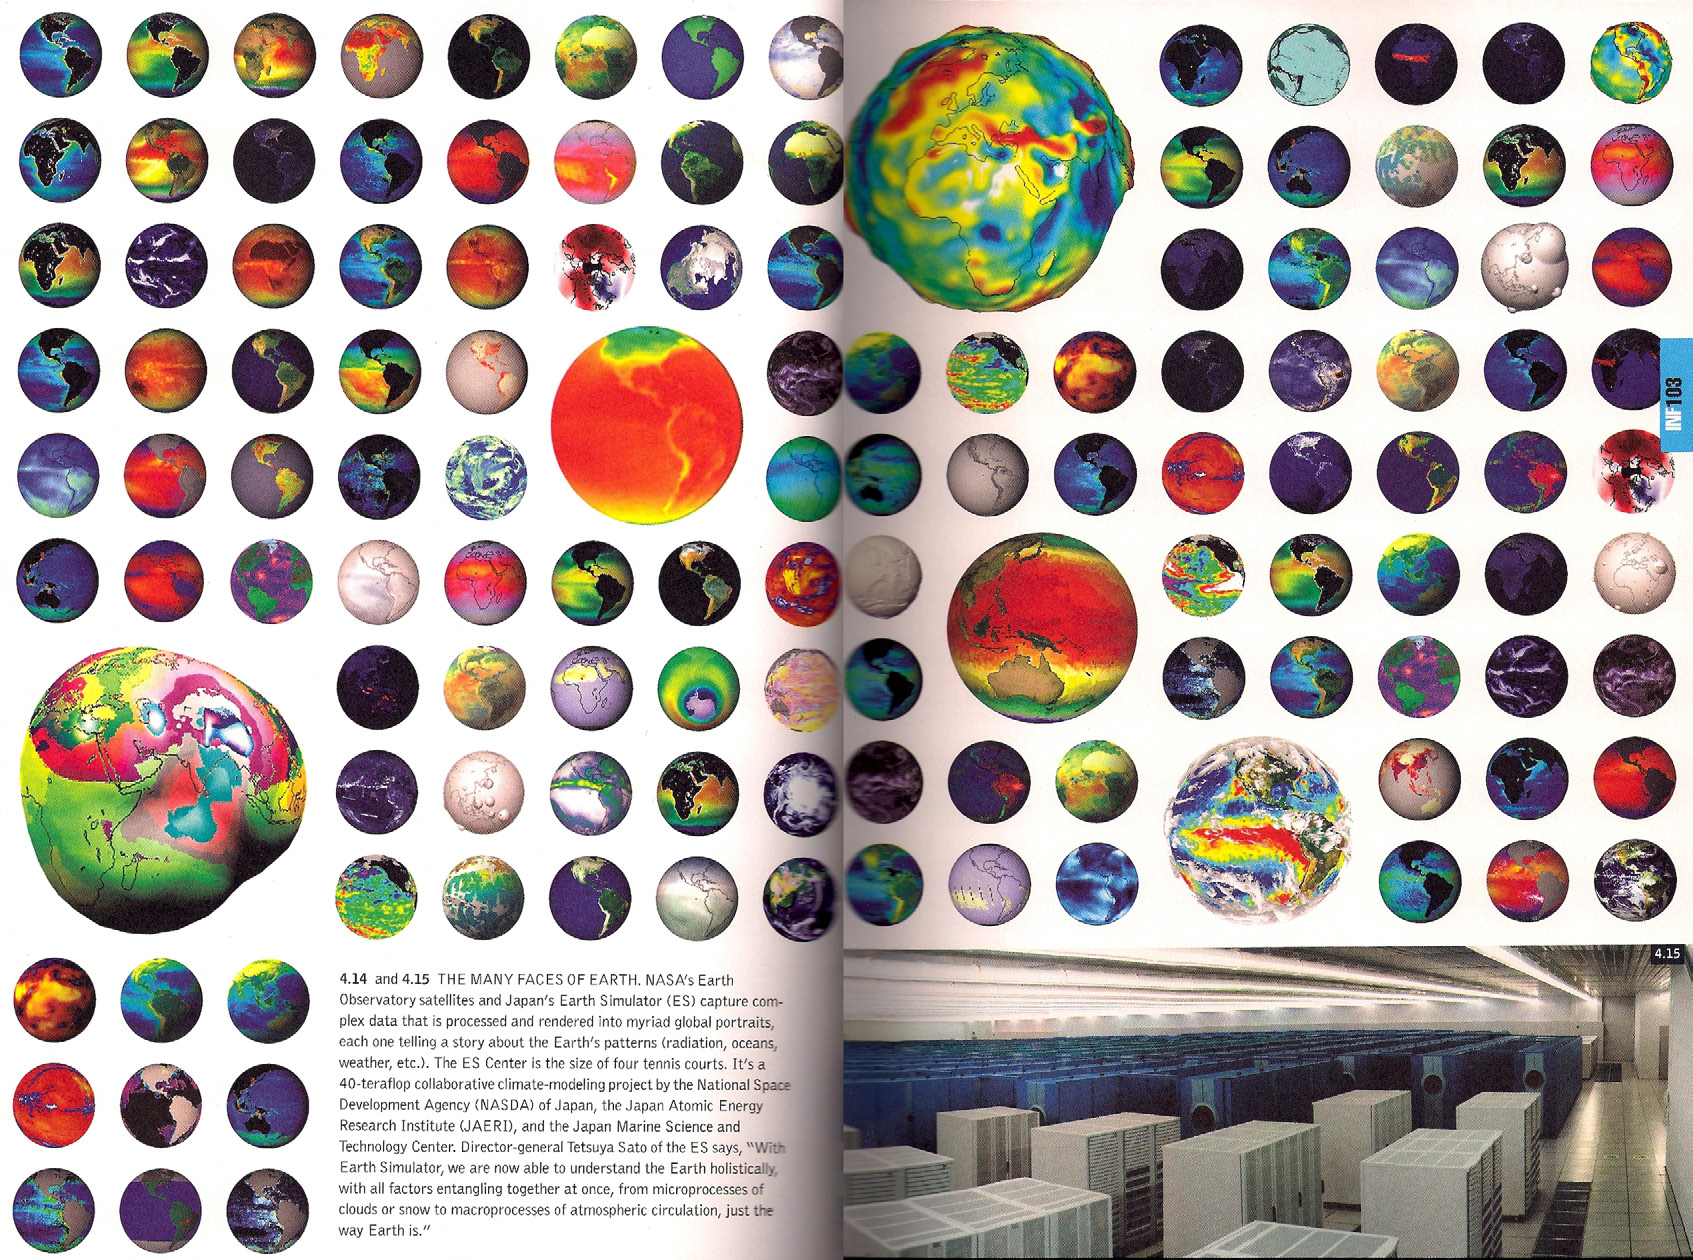 INF103
4.14 and 4.15 THE MANY FACES OF EARTH. NASA's Earth
Observatory satellites and Japan's Earth Simulator (ES) capture com-
plex data that is processed and rendered into myriad global portraits,
each one telling a story about the Earth's patterns (radiation, oceans,
weather, etc.). The ES Center is the size of four tennis courts. It's a
40-teraflop collaborative climate-modeling project by the National Space
Development Agency (NASDA) of Japan, the Japan Atomic Energy
Research Institute (JAERI), and the Japan Marine Science and
Technology Center. Director-general Tetsuya Sato of the ES says, "With
Earth Simulator, we are now able to understand the Earth holistically,
with all factors entangling together at once, from microprocesses of
clouds or snow to macroprocesses of atmospheric circulation, just the
way Earth is."
4.15